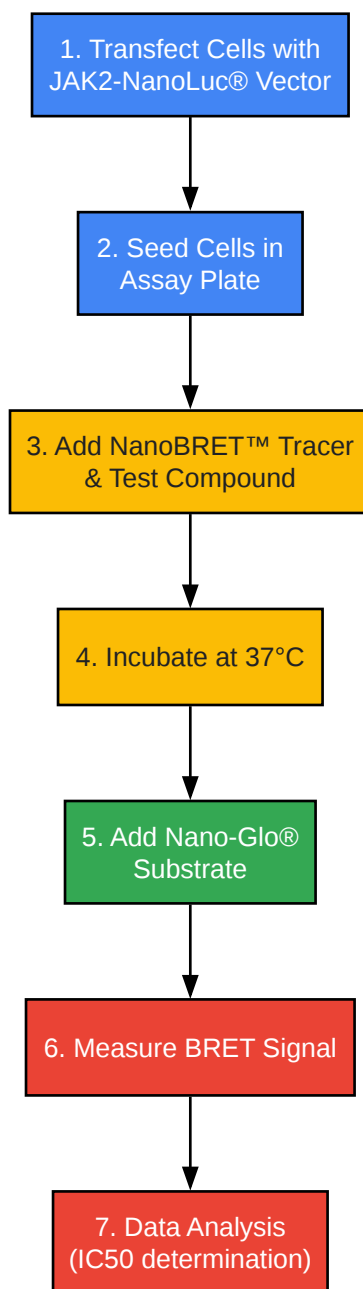 1. Transfect Cells with
JAK2-NanoLuc® Vector
2. Seed Cells in
Assay Plate
3. Add NanoBRET™ Tracer
& Test Compound
4. Incubate at 37°C
5. Add Nano-Glo®
Substrate
6. Measure BRET Signal
7. Data Analysis
(IC50 determination)